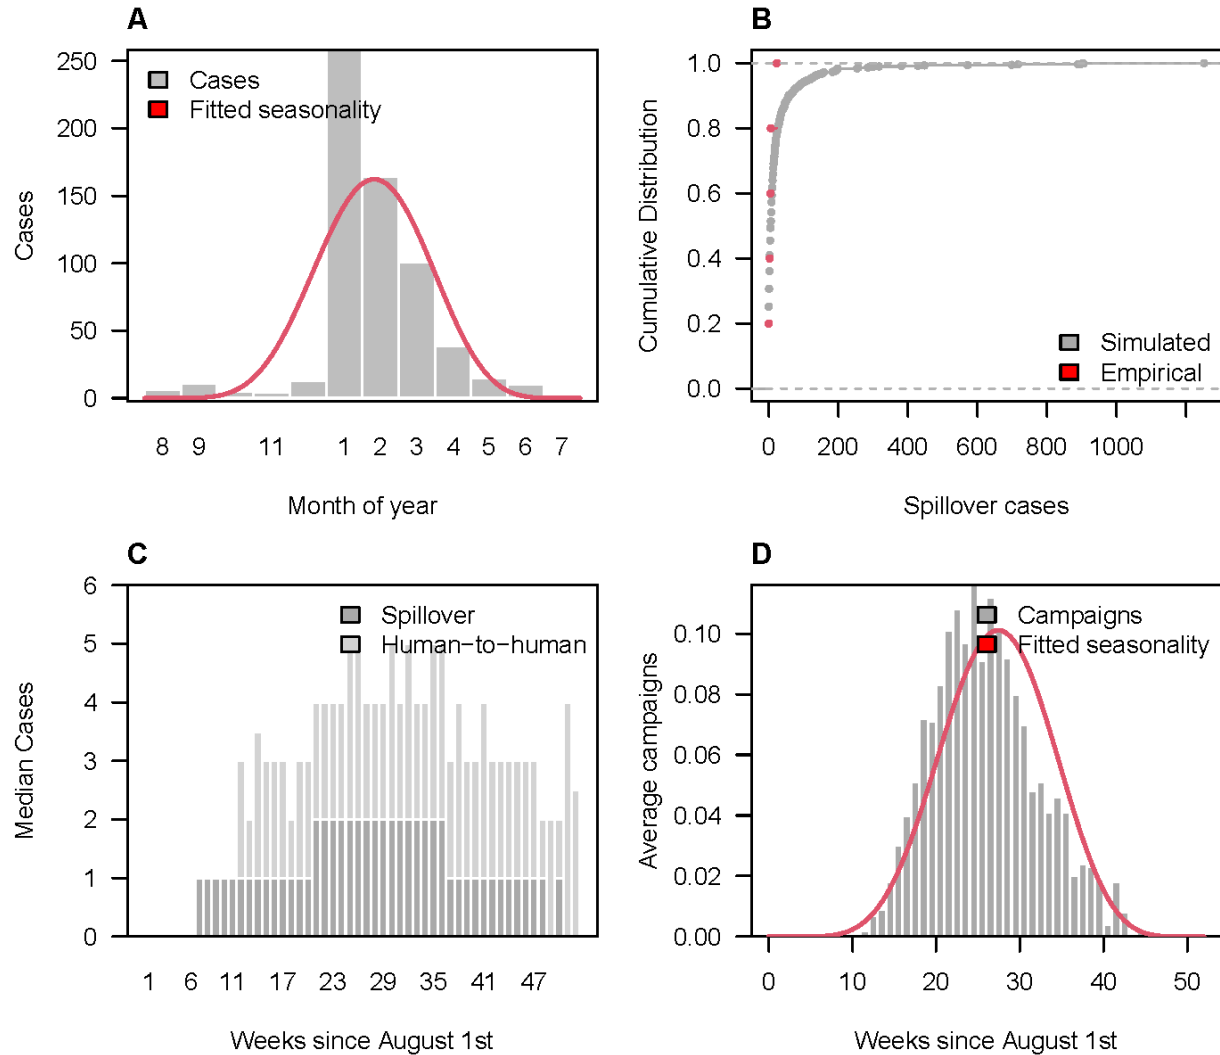 A
250
200
150
100
50
0
Cases
Cases
Fitted seasonality
8 9 11 1 2 3 4 5 6 7
Month of year
B
1.0
0.8
0.6
0.4
0.2
0.0
Cumulative Distribution
Simulated
Empirical
0 200 400 600 800 1000
Spillover cases
C
6
5
4
3
2
1
0
Median Cases
Spillover
Human−to−human
1 6 11 17 23 29 35 41 47
Weeks since August 1st
D
0.10
0.08
0.06
0.04
0.02
0.00
Average campaigns
Campaigns
Fitted seasonality
0 10 20 30 40 50
Weeks since August 1st